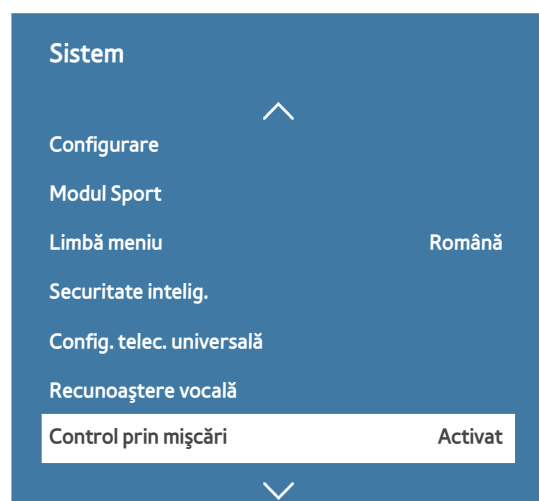 Sistem
Configurare
Modul Sport
Limbă meniu Română
Securitate intelig.
Config. telec. universală
Recunoaştere vocală
Control prin mişcări Activat